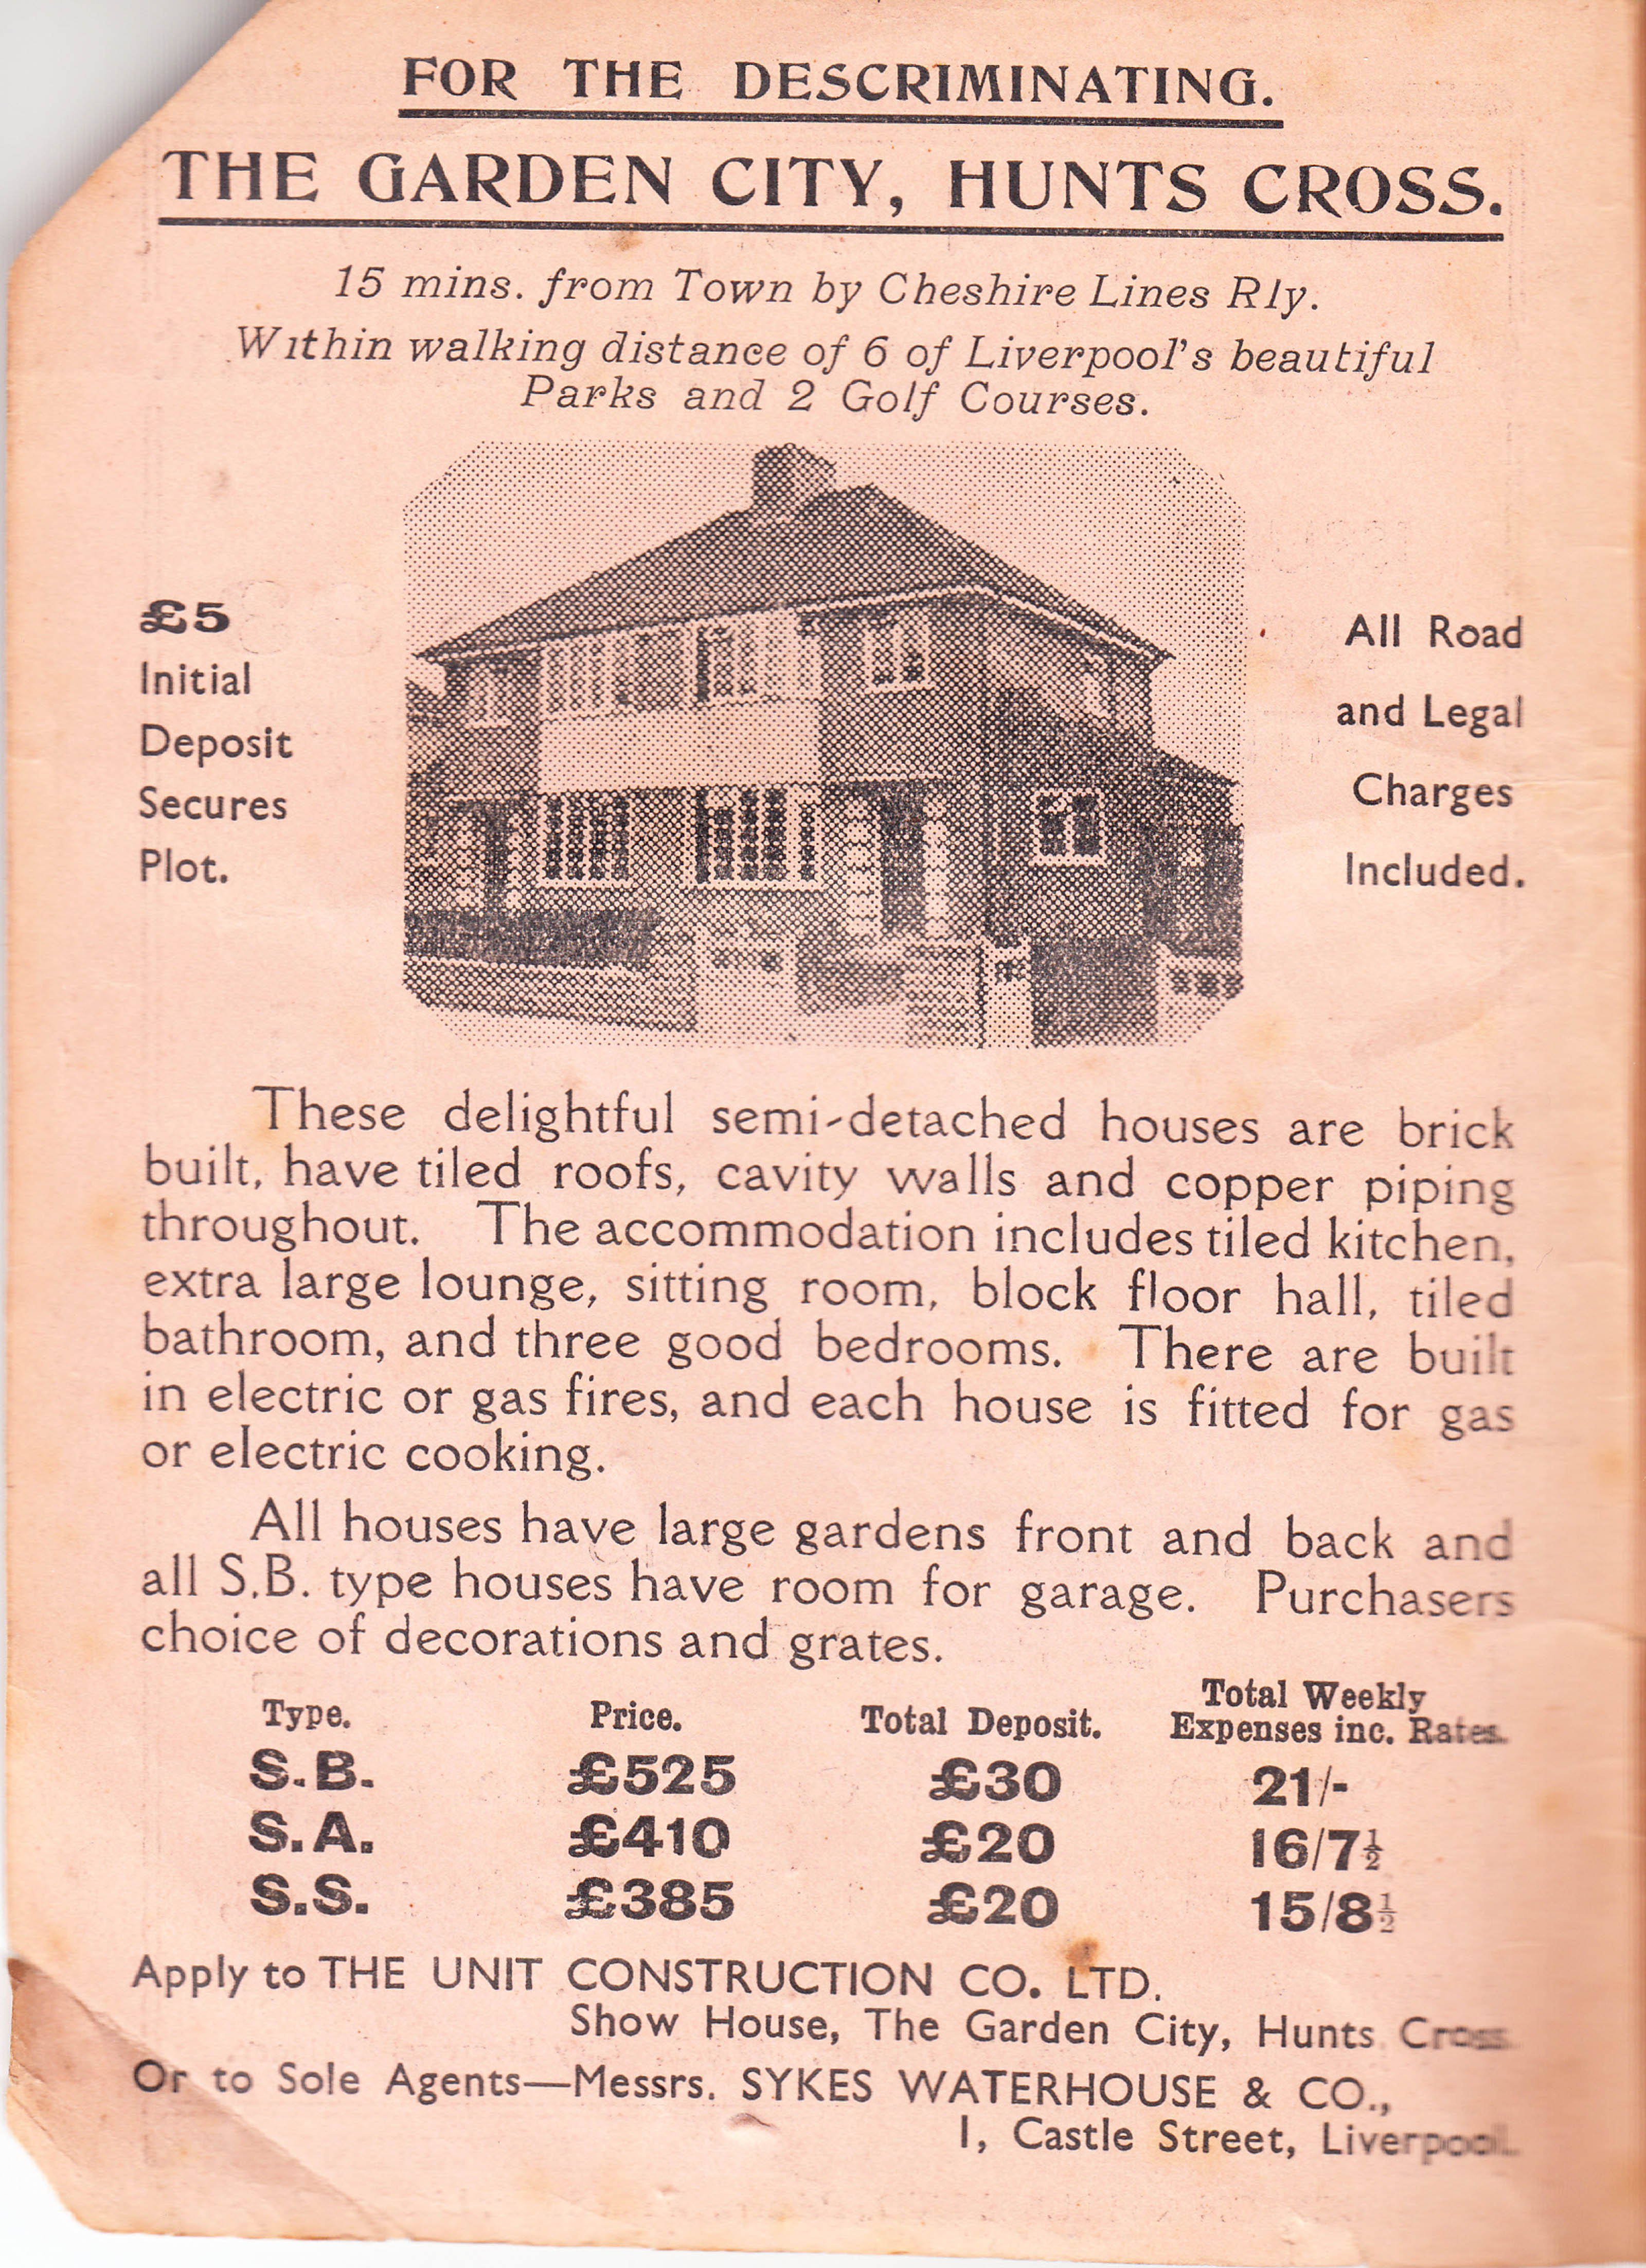 FOR THE DESCRIMINATING.
THE GARDEN CITY, HUNTS CROSS.
15 mins. from Town by Cheshire Lines Rly.
Within walking distance of 6 of Liverpool's beautiful
Parks and 2 Golf Courses.
£5
Initial
Deposit
Secures
Plot.
All Road
and Legal
Charges
Included.
These delightful semi-detached houses are brick
built, have tiled roofs, cavity walls and copper piping
throughout. The accommodation includes tiled kitchen,
extra large lounge, sitting room, block floor hall, tiled
bathroom, and three good bedrooms. There are built
in electric or gas fires, and each house is fitted for gas
or electric cooking.
All houses have large gardens front and back and
all S.B. type houses have room for garage. Purchasers
choice of decorations and grates.
Type. Price. Total Deposit. Total Weekly
Expenses inc. Rates.
S.B. £525 £30 21/-
S.A. £410 £20 16/7½
S.S. £385 £20 15/8½
Apply to THE UNIT CONSTRUCTION CO. LTD.
Show House, The Garden City, Hunts Cross.
Or to Sole Agents—Messrs. SYKES WATERHOUSE & CO.,
1, Castle Street, Liverpool.